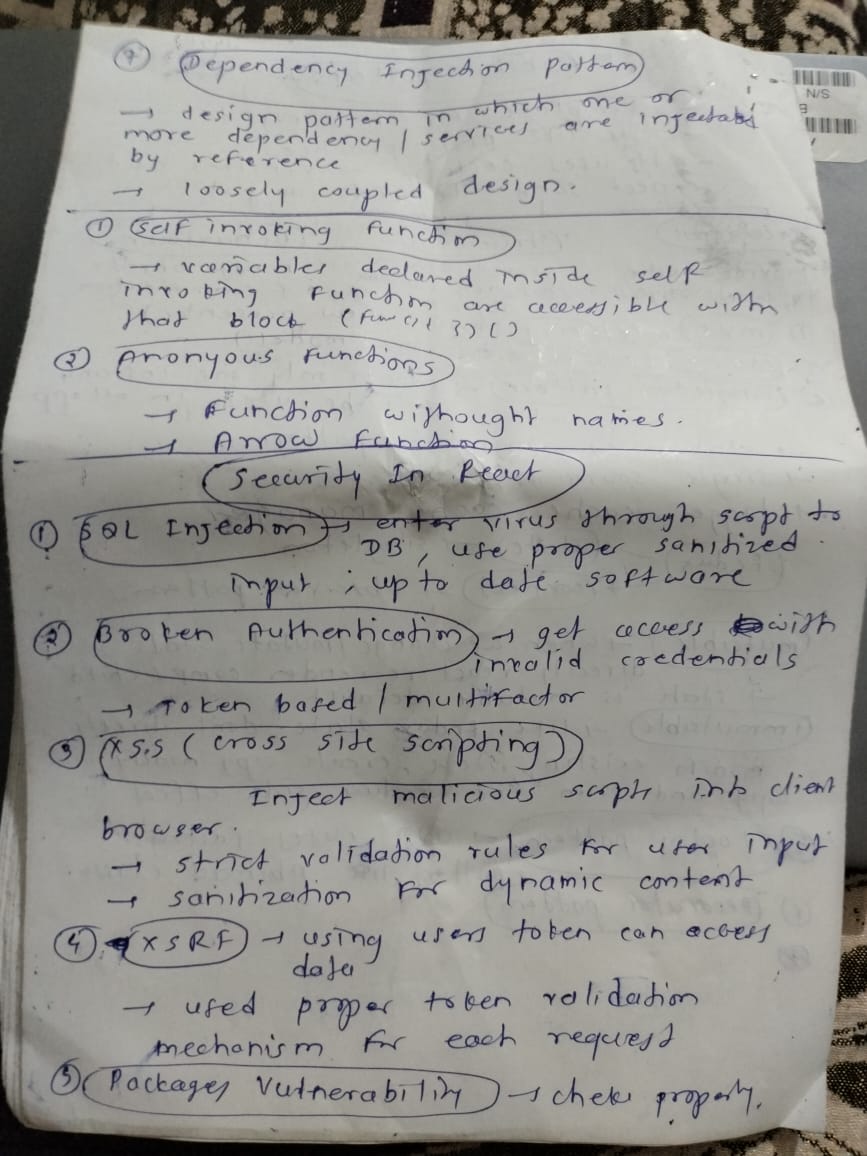 ⑦ Dependency Injection Pattern
→ design pattern in which one or
more dependency / services are injected
by reference
→ loosely coupled design.
N/S
① Self invoking Function
→ variables declared inside self
invoking Function are accessible with
that block
② Anonyous Functions
→ Function withought names.
→ Arrow Function
Security In React
① SQL Injection → enter virus through script to
DB, use proper sanitized
input ; up to date software
② Broken Authentication → get access with
invalid credentials
→ Token based / multifactor
③ XSS (cross site scripting)
Inject malicious scripts into client
browser.
→ strict validation rules for user input
→ sanitization for dynamic content
④ XSRF → using users token can access
data
→ used proper token validation
mechanism for each request
⑤ Packages Vulnerability → check properly.